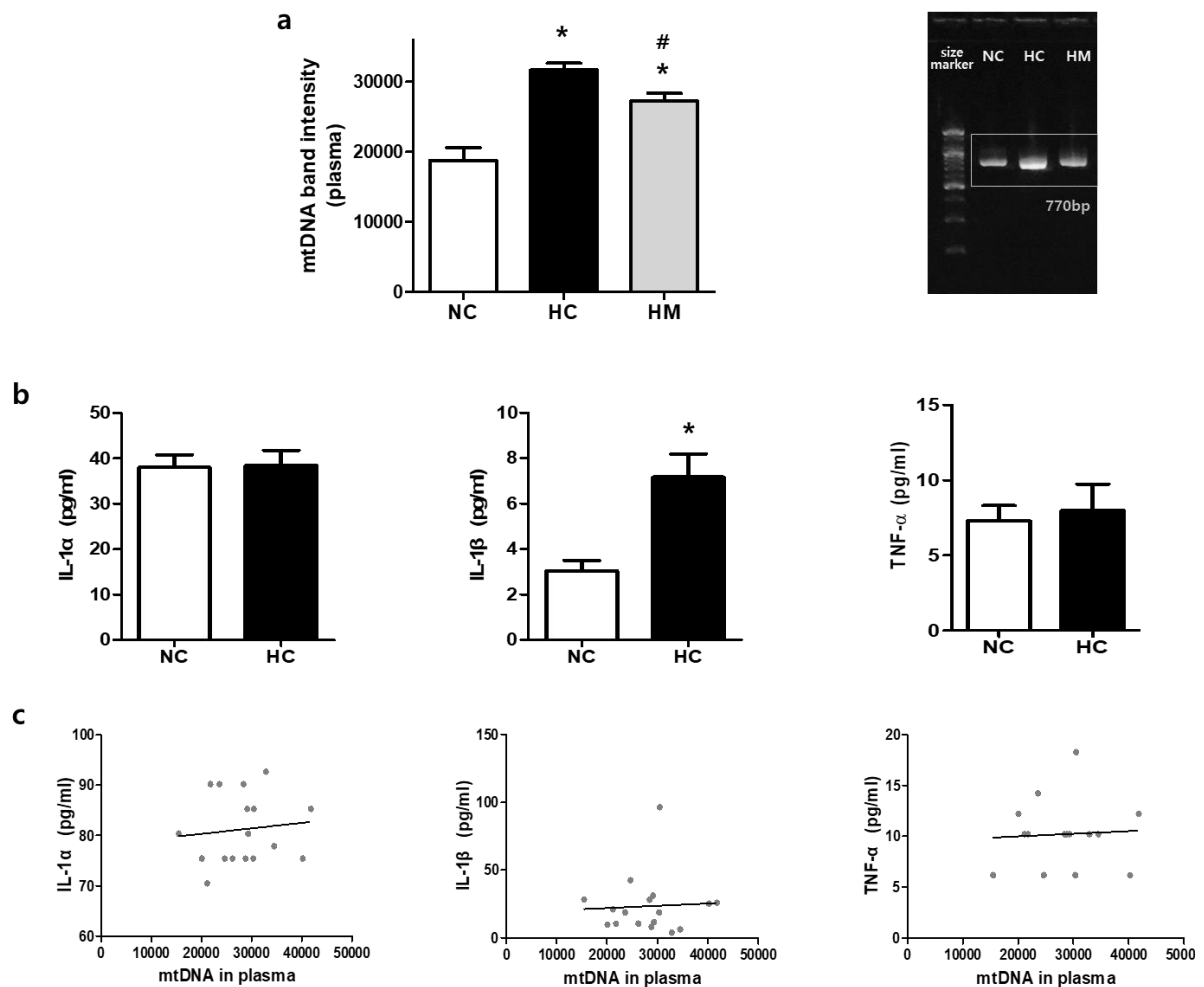 a
mtDNA band intensity
(plasma)
30000
20000
10000
0
*
#
*
NC
HC
HM
size
marker
NC
HC
HM
770bp
b
IL-1α (pg/ml)
50
40
30
40
20
10
0
NC
HC
IL-1β (pg/ml)
10
8
6
4
2
0
*
NC
HC
TNF-α (pg/ml)
15
10
5
0
NC
HC
c
IL-1α (pg/ml)
100
90
80
70
60
0
10000
20000
30000
40000
50000
mtDNA in plasma
IL-1β (pg/ml)
150
100
50
0
0
10000
20000
30000
40000
50000
mtDNA in plasma
TNF-α (pg/ml)
20
15
10
5
0
0
10000
20000
30000
40000
5000
mtDNA in plasma